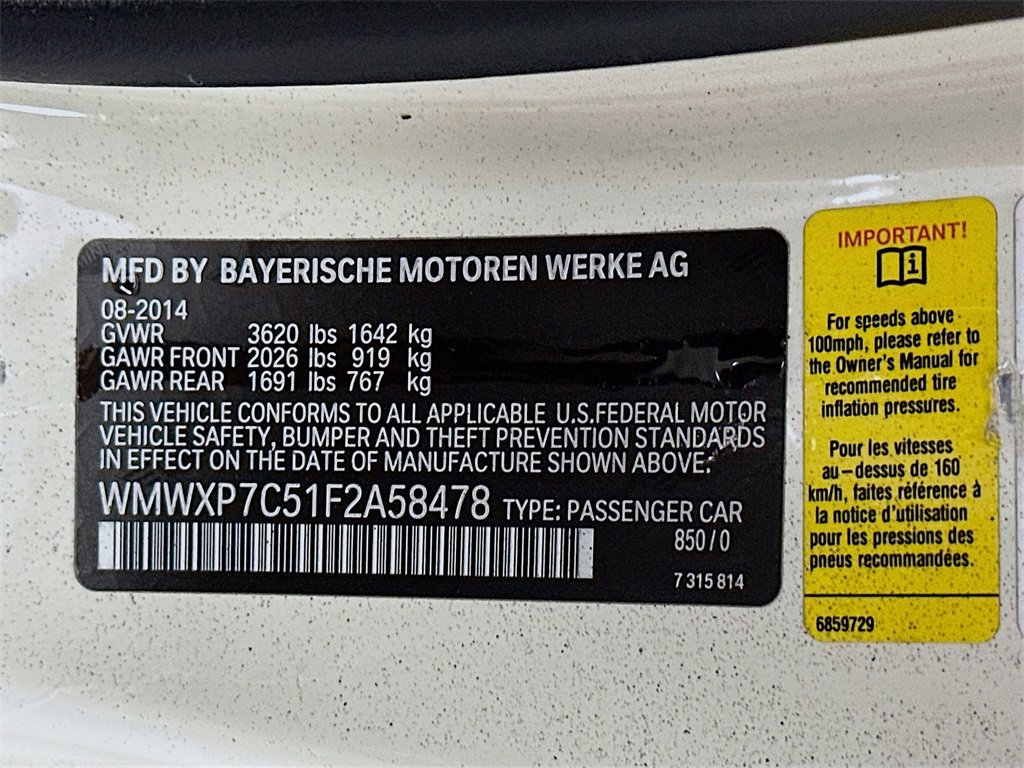 MFD BY BAYERISCHE MOTOREN WERKE AG
08-2014
GVWR 3620 lbs 1642 kg
GAWR FRONT 2026 lbs 919 kg
GAWR REAR 1691 lbs 767 kg
THIS VEHICLE CONFORMS TO ALL APPLICABLE U.S.FEDERAL MOTOR
VEHICLE SAFETY, BUMPER AND THEFT PREVENTION STANDARDS
IN EFFECT ON THE DATE OF MANUFACTURE SHOWN ABOVE:
WMWXP7C51F2A58478 TYPE: PASSENGER CAR
850/0
7 315 814
IMPORTANT!
i
For speeds above
100mph, please refer to
the Owner's Manual for
recommended tire
inflation pressures.
Pour les vitesses
au-dessus de 160
km/h, faites référence à
la notice d'utilisation
pour les pressions des
pneus recommandées.
6859729